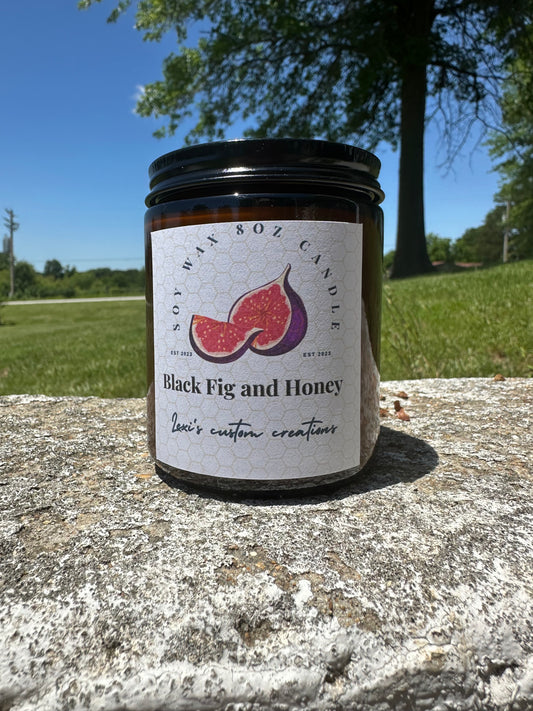 SOY WAX 8OZ CANDLE
EST 2023 EST 2023
Black Fig and Honey
Lexi's custom creations